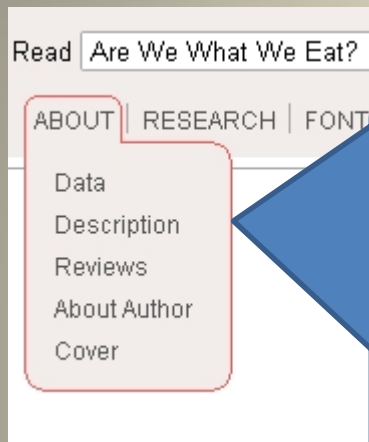 Read Are We What We Eat?
ABOUT | RESEARCH | FONT
Data
Description
Reviews
About Author
Cover